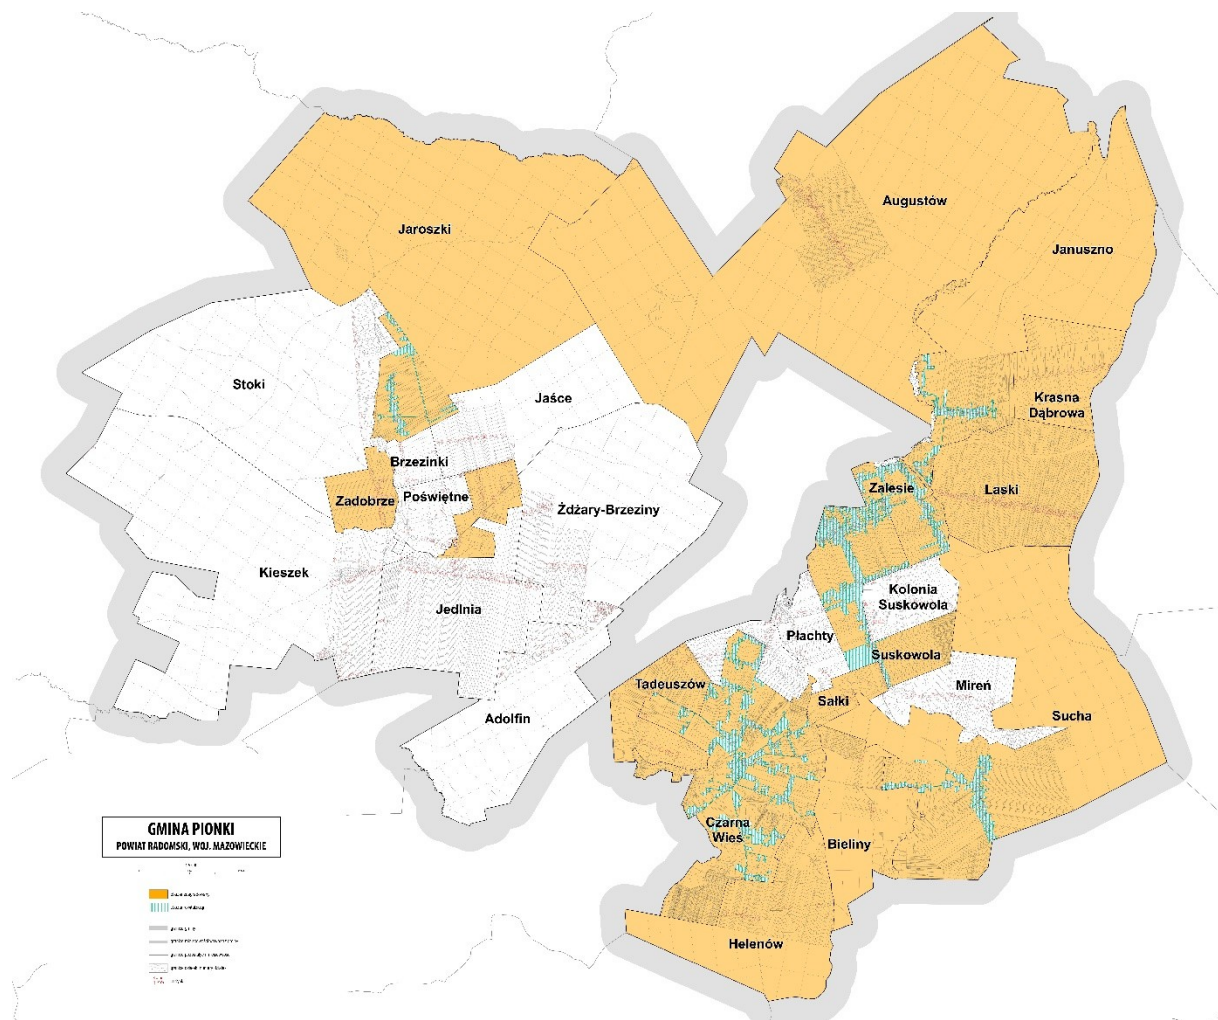 Augustów
Jaroszki
Januszno
Stoki
Jaśce
Krasna
Dąbrowa
Brzezinki
Zadobrze
Poświętne
Zalesie
Laski
Żdżary-Brzeziny
Kieszek
Jedlnia
Kolonia
Suskowola
Płachty
Suskowola
Tadeuszów
Sałki
Mireń
Sucha
Adolfin
Czarna
Wieś
Bieliny
Helenów
GMINA PIONKI
POWIAT RADOMSKI, WOJ. MAZOWIECKIE